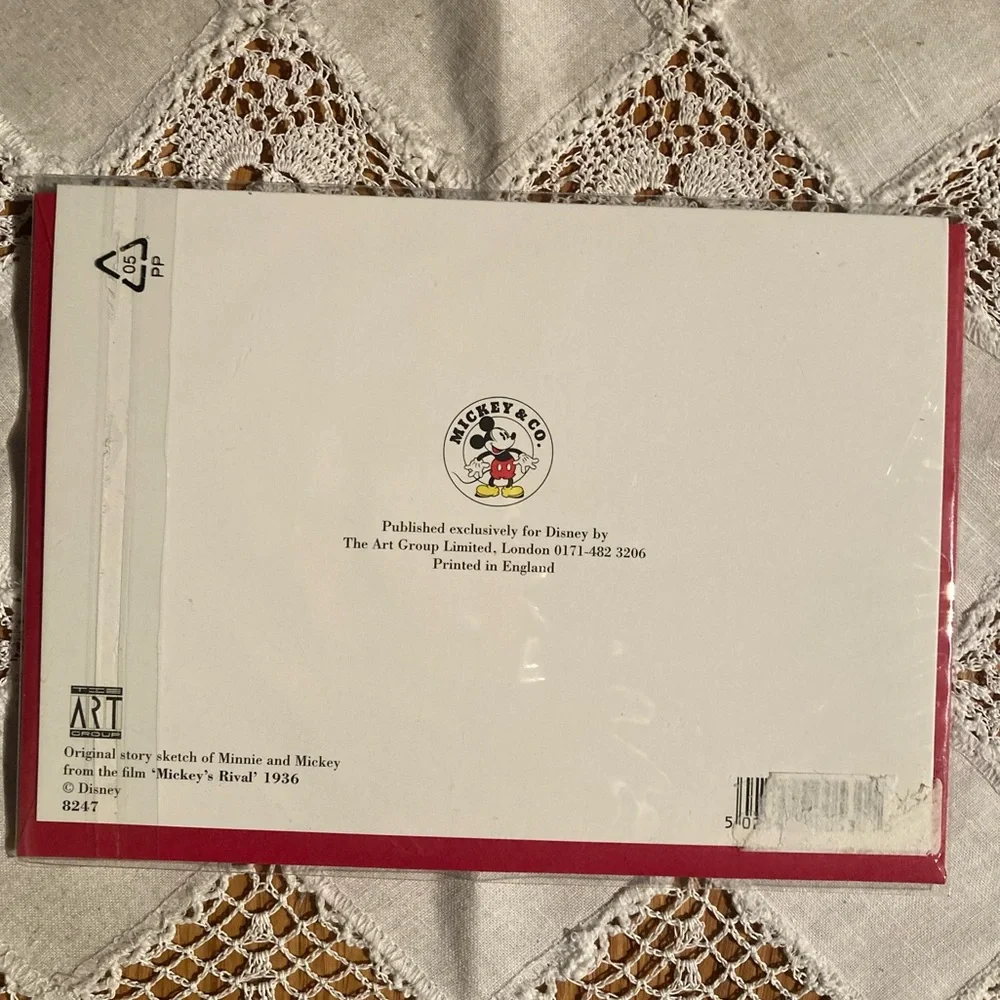 05
PP
MICKEY & CO.
Published exclusively for Disney by
The Art Group Limited, London 0171-482 3206
Printed in England
THE
ART
GROUP
Original story sketch of Minnie and Mickey
from the film ‘Mickey’s Rival’ 1936
© Disney
8247
5 02